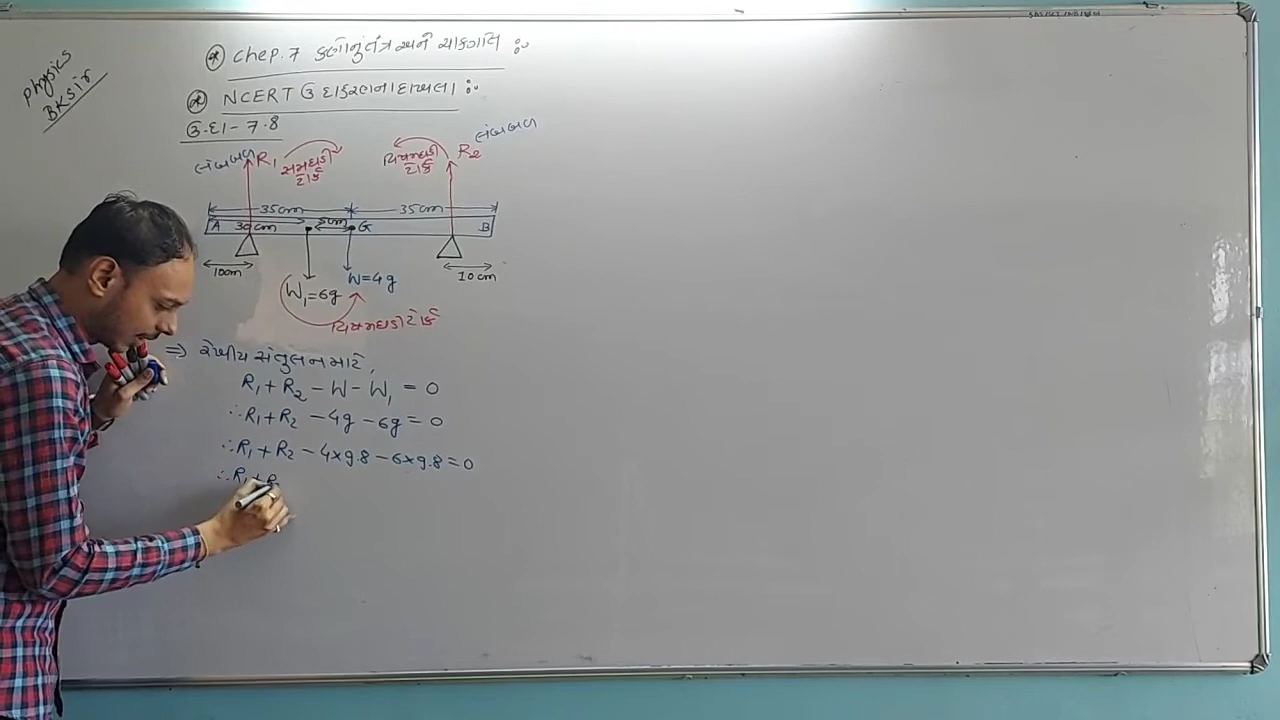 Physics
BKSir
* Chep. 7 કણોનું તંત્ર અને ચાકગતિ :-
* NCERT ઉદાહરણના દાખલા :-
ઉ.દા - 7.8
લંબબળ R₁ સમઘડી ટોર્ક
વિષમઘડી ટોર્ક R₂ લંબબળ
35cm 35cm
A 30cm 5cm G B
10cm 10cm
W₁=6g W=4g
વિષમઘડી ટોર્ક
⇒ રેખીય સંતુલન માટે,
R₁ + R₂ - W - W₁ = 0
∴ R₁ + R₂ - 4g - 6g = 0
∴ R₁ + R₂ - 4×9.8 - 6×9.8 = 0
∴ R₁ + R